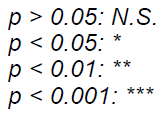 p > 0.05: N.S.
p < 0.05: *
p < 0.01: **
p < 0.001: ***